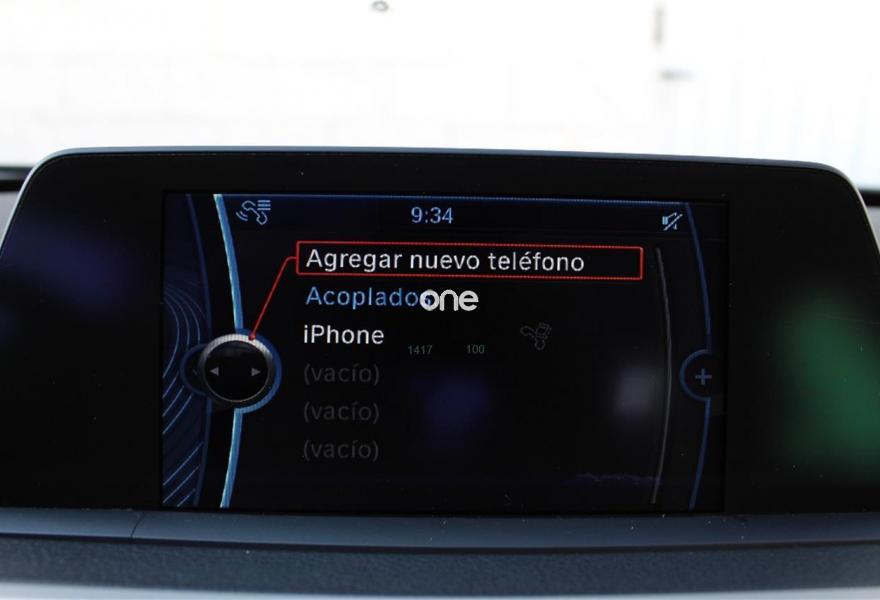 9:34
Agregar nuevo teléfono
Acoplados
one
iPhone
1417 100
(vacío)
(vacío)
(vacío)